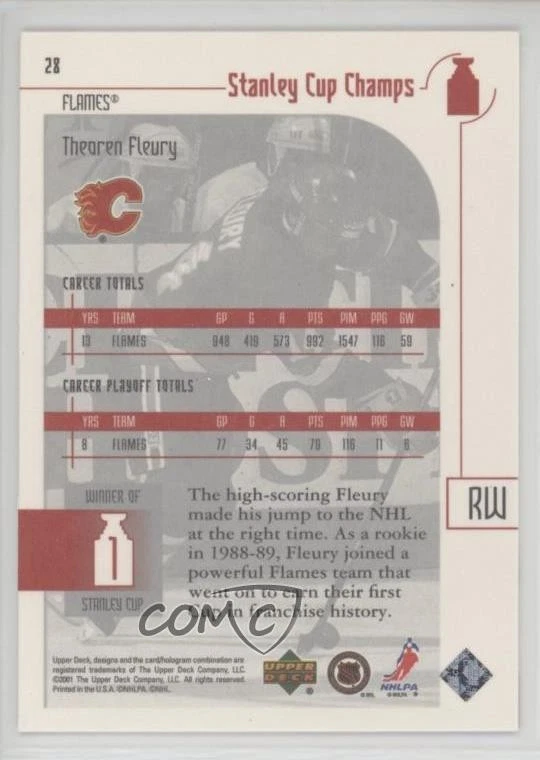 28
Stanley Cup Champs
FLAMES®
Thearen Fleury
CAREER TOTALS
YRS TEAM GP G A PTS PIM PPG GW
13 FLAMES 948 419 573 992 1547 116 59
CAREER PLAYOFF TOTALS
YRS TEAM GP G A PTS PIM PPG GW
8 FLAMES 77 34 45 79 116 11 6
WINNER OF
1
STANLEY CUP
The high-scoring Fleury
made his jump to the NHL
at the right time. As a rookie
in 1988-89, Fleury joined a
powerful Flames team that
went on to earn their first
Cup in franchise history.
RW
COMC
Upper Deck, designs and the card/hologram combination are
registered trademarks of The Upper Deck Company, LLC.
©2001 The Upper Deck Company, LLC. All rights reserved.
Printed in the U.S.A. ©NHLPA. ©NHL.
UPPER
DECK
NHLPA